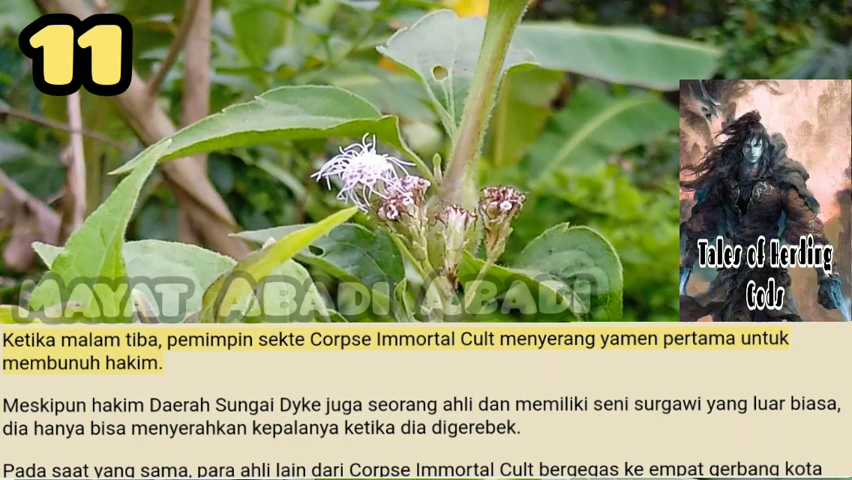 11
Tales of Herding
Gods
MAYAT ABADI ABADI
Ketika malam tiba, pemimpin sekte Corpse Immortal Cult menyerang yamen pertama untuk
membunuh hakim.
Meskipun hakim Daerah Sungai Dyke juga seorang ahli dan memiliki seni surgawi yang luar biasa,
dia hanya bisa menyerahkan kepalanya ketika dia digerebek.
Pada saat yang sama, para ahli lain dari Corpse Immortal Cult bergegas ke empat gerbang kota